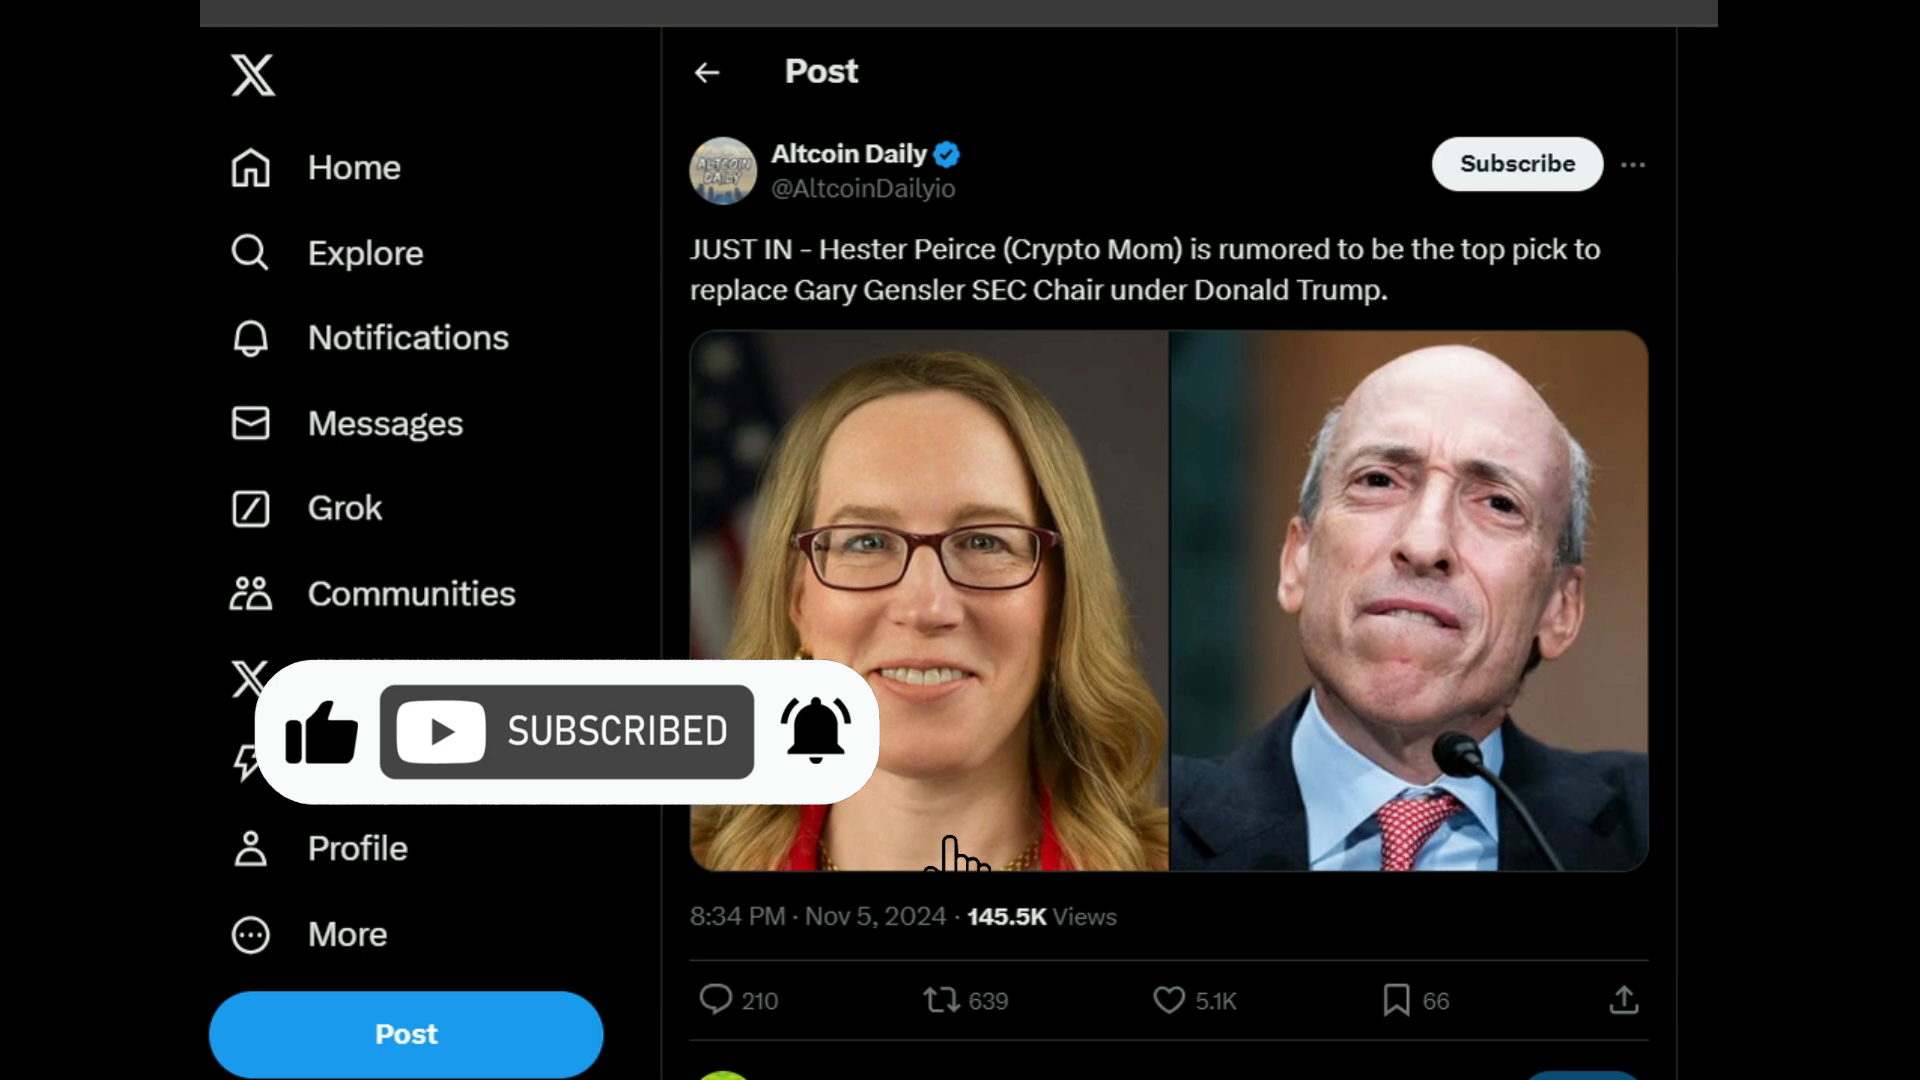 Post
Altcoin Daily
@AltcoinDailyio
Subscribe
JUST IN - Hester Peirce (Crypto Mom) is rumored to be the top pick to
replace Gary Gensler SEC Chair under Donald Trump.
Home
Explore
Notifications
Messages
Grok
Communities
SUBSCRIBED
Profile
More
Post
8:34 PM · Nov 5, 2024 · 145.5K Views
210
639
5.1K
66
ALTCOIN
DAILY